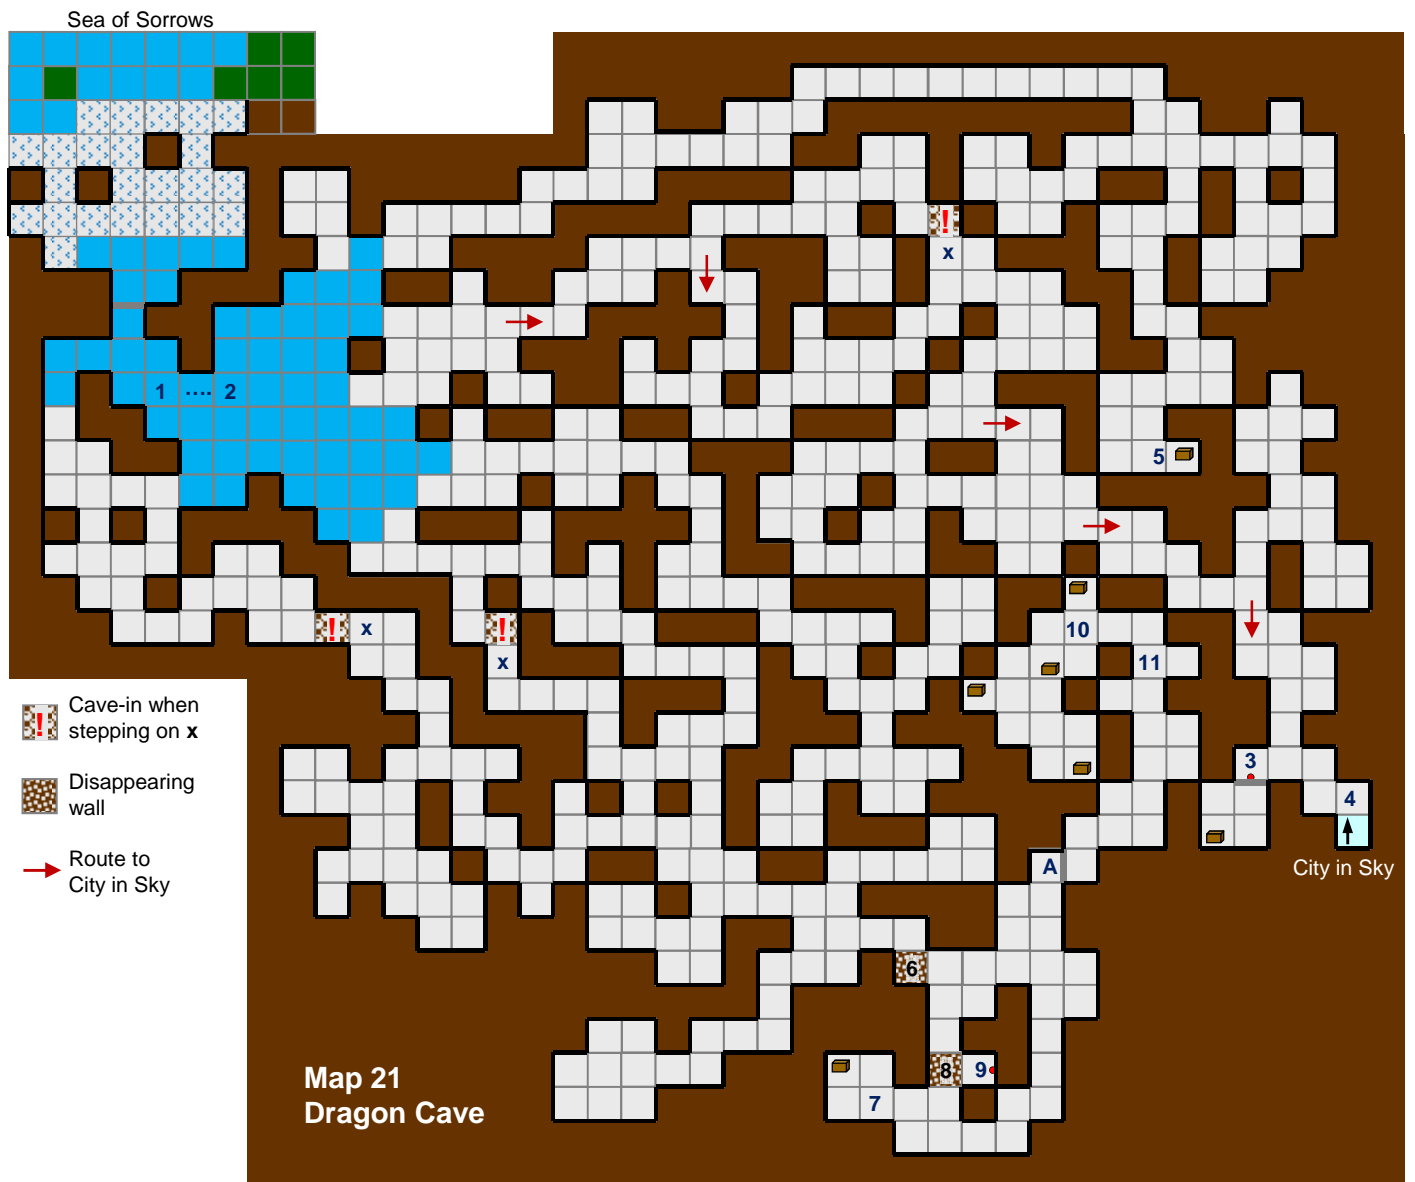 Sea of Sorrows
!
x
1 .... 2
5
! x
!
10
x
11
Cave-in when
stepping on x
!
3
Disappearing
wall
4
A
Route to
City in Sky
City in Sky
6
8
9
7
Map 21
Dragon Cave